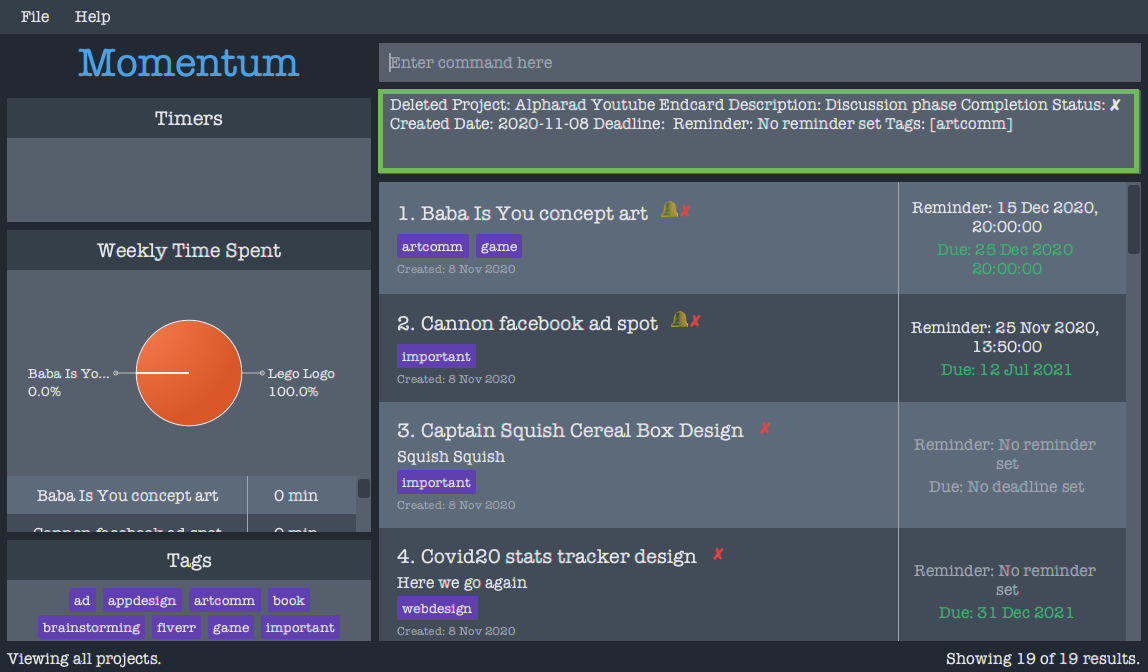 File Help
Momentum
Timers
Weekly Time Spent
Baba Is Yo...
0.0%
Lego Logo
100.0%
Baba Is You concept art 0 min
Cannon facebook ad spot 0 min
Tags
ad appdesign artcomm book
brainstorming fiverr game important
Enter command here
Deleted Project: Alpharad Youtube Endcard Description: Discussion phase Completion Status: ✘
Created Date: 2020-11-08 Deadline: Reminder: No reminder set Tags: [artcomm]
1. Baba Is You concept art
artcomm game
Created: 8 Nov 2020
Reminder: 15 Dec 2020,
20:00:00
Due: 25 Dec 2020
20:00:00
2. Cannon facebook ad spot
important
Created: 8 Nov 2020
Reminder: 25 Nov 2020,
13:50:00
Due: 12 Jul 2021
3. Captain Squish Cereal Box Design
Squish Squish
important
Created: 8 Nov 2020
Reminder: No reminder
set
Due: No deadline set
4. Covid20 stats tracker design
Here we go again
webdesign
Created: 8 Nov 2020
Reminder: No reminder
set
Due: 31 Dec 2021
Viewing all projects.
Showing 19 of 19 results.